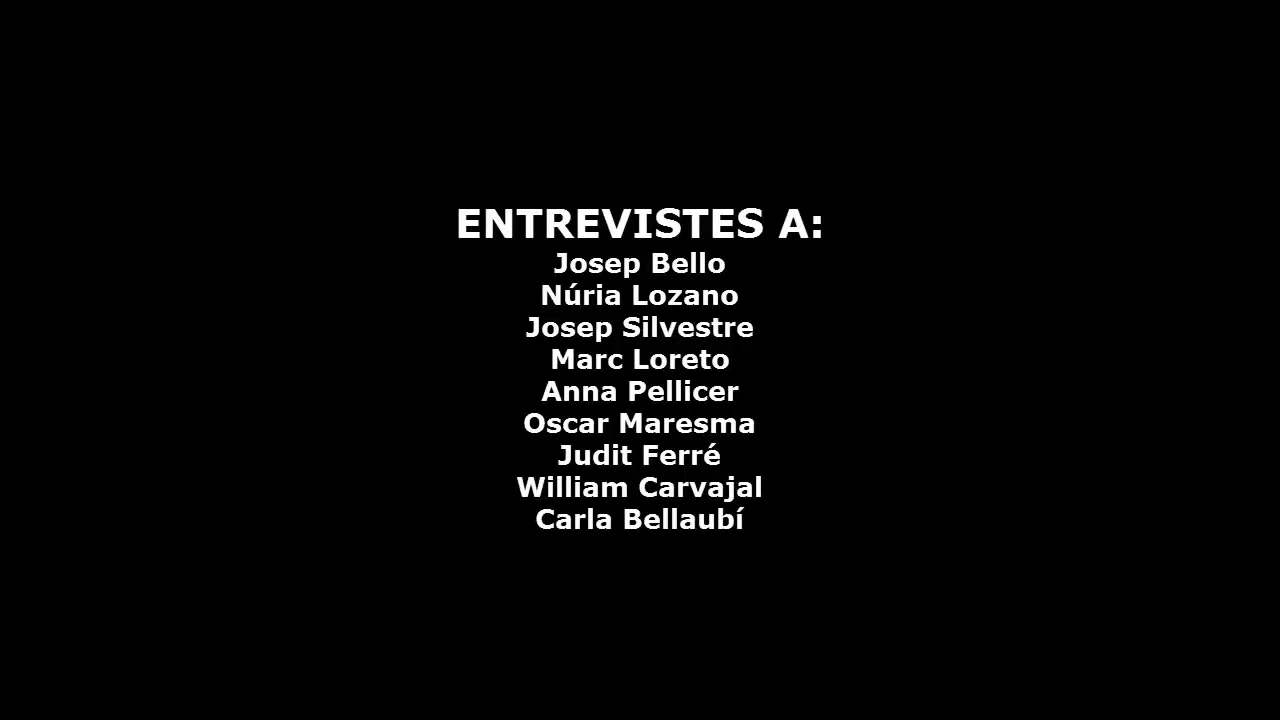 ENTREVISTES A:
Josep Bello
Núria Lozano
Josep Silvestre
Marc Loreto
Anna Pellicer
Oscar Maresma
Judit Ferré
William Carvajal
Carla Bellaubí